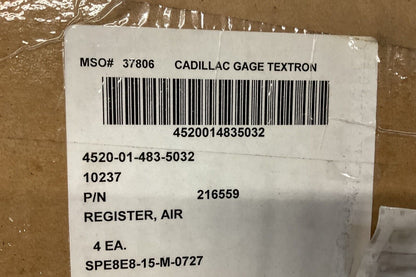 MSO# 37806 CADILLAC GAGE TEXTRON
4520014835032
4520-01-483-5032
10237
P/N 216559
REGISTER, AIR
4 EA.
SPE8E8-15-M-0727